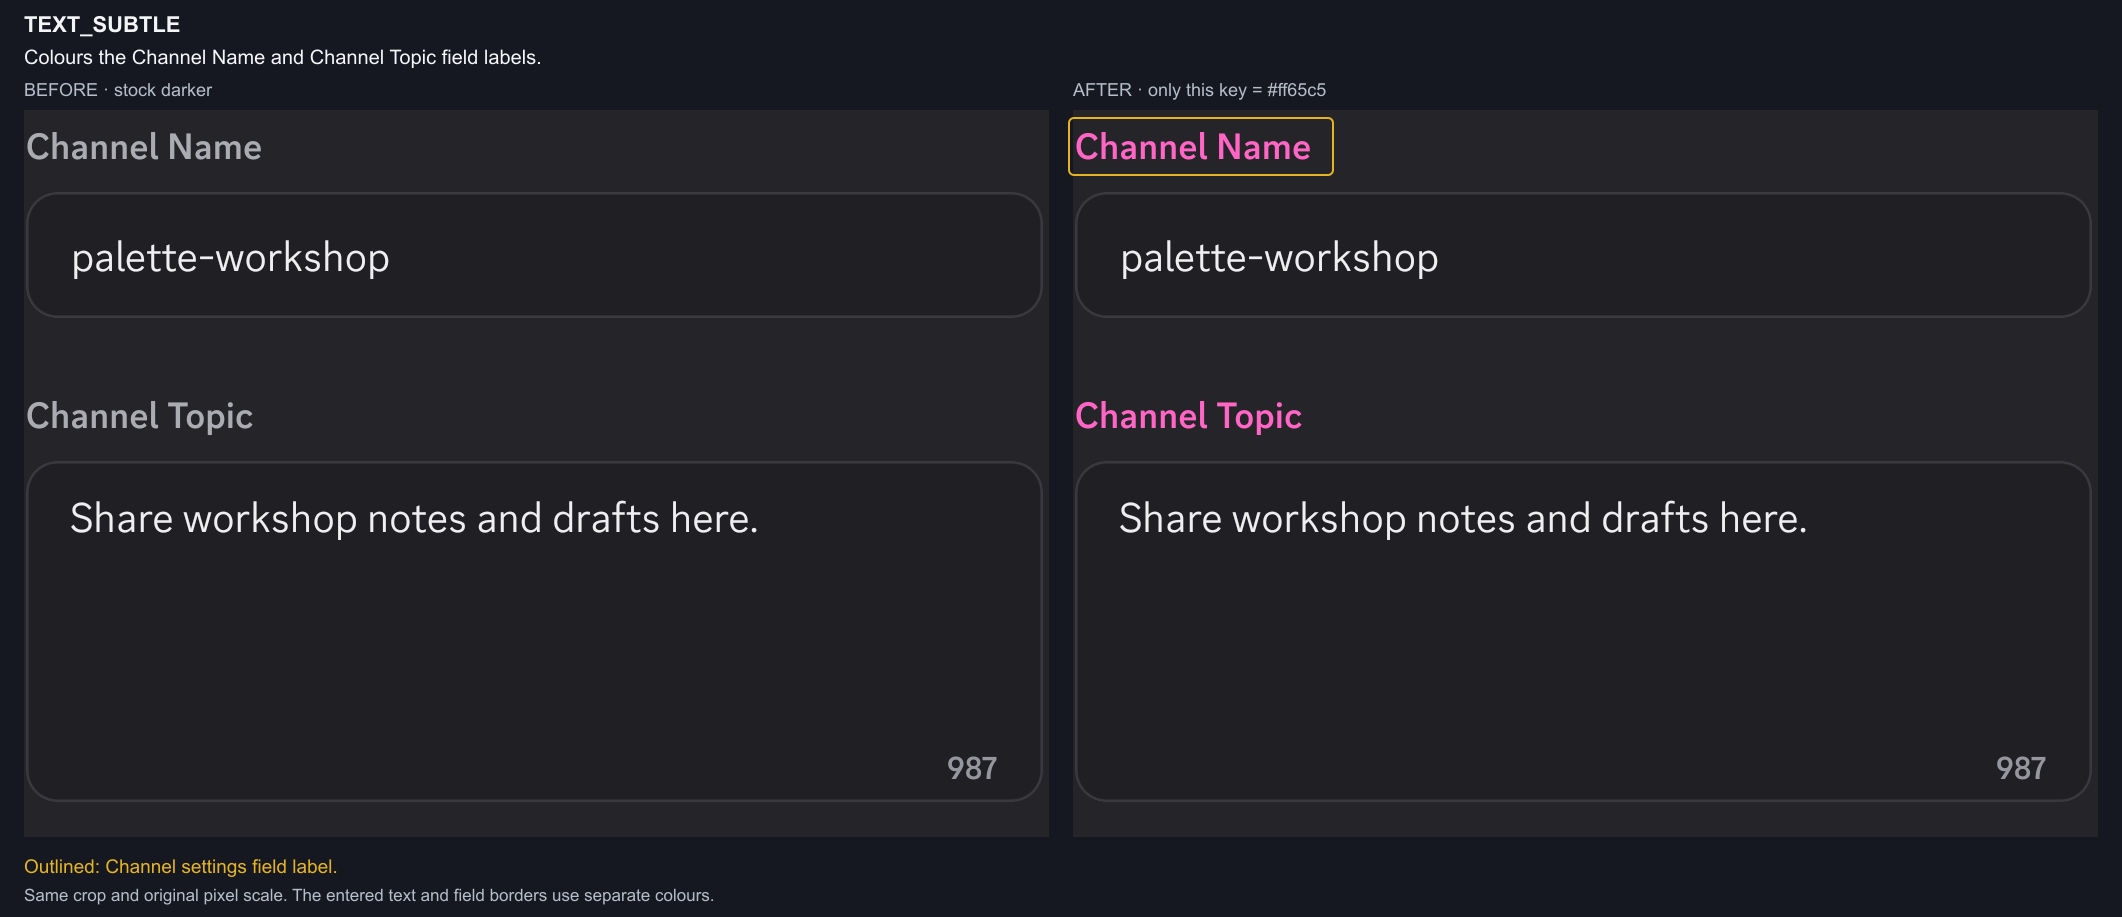 TEXT_SUBTLE
Colours the Channel Name and Channel Topic field labels.
BEFORE · stock darker
Channel Name
palette-workshop
Channel Topic
Share workshop notes and drafts here.
987
AFTER · only this key = #ff65c5
Channel Name
palette-workshop
Channel Topic
Share workshop notes and drafts here.
987
Outlined: Channel settings field label.
Same crop and original pixel scale. The entered text and field borders use separate colours.